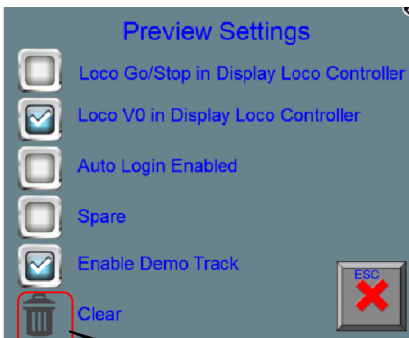 Preview Settings
Loco Go/Stop in Display Loco Controller
Loco V0 in Display Loco Controller
Auto Login Enabled
Spare
Enable Demo Track
ESC
Clear